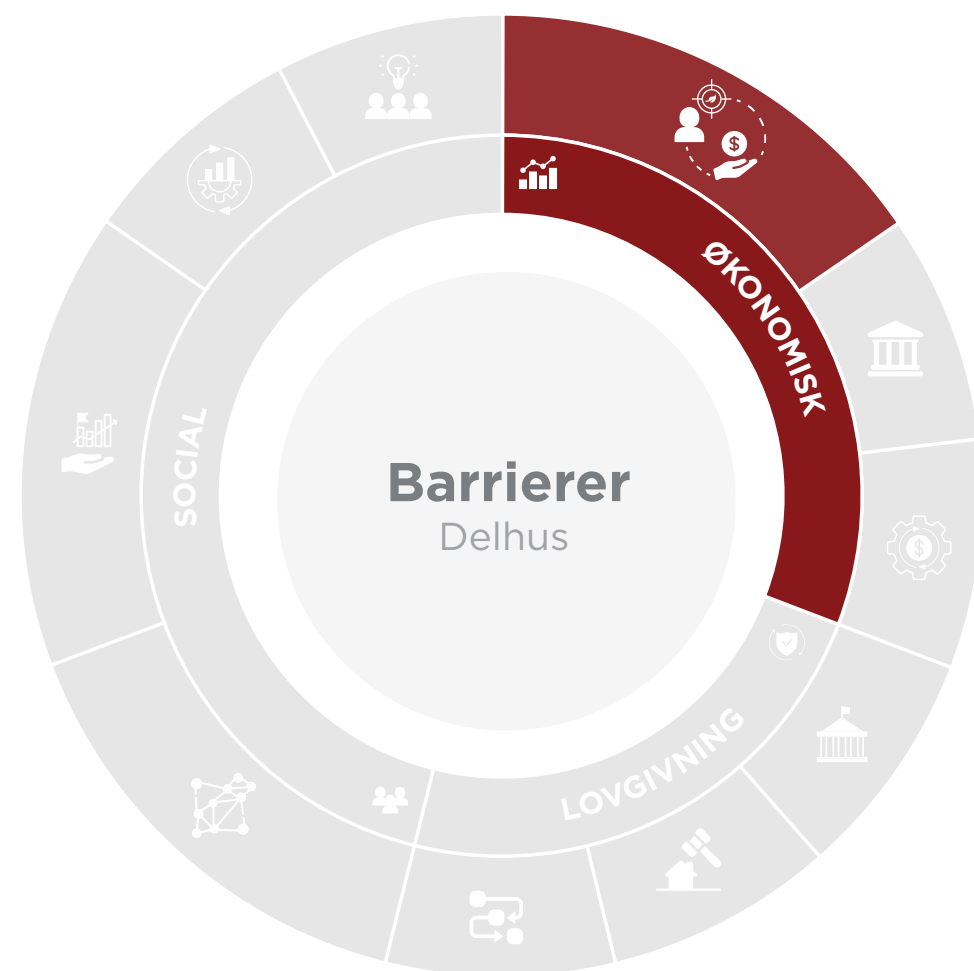 Barrierer
Delhus
ØKONOMISK
LOVGIVNING
SOCIAL
$
$